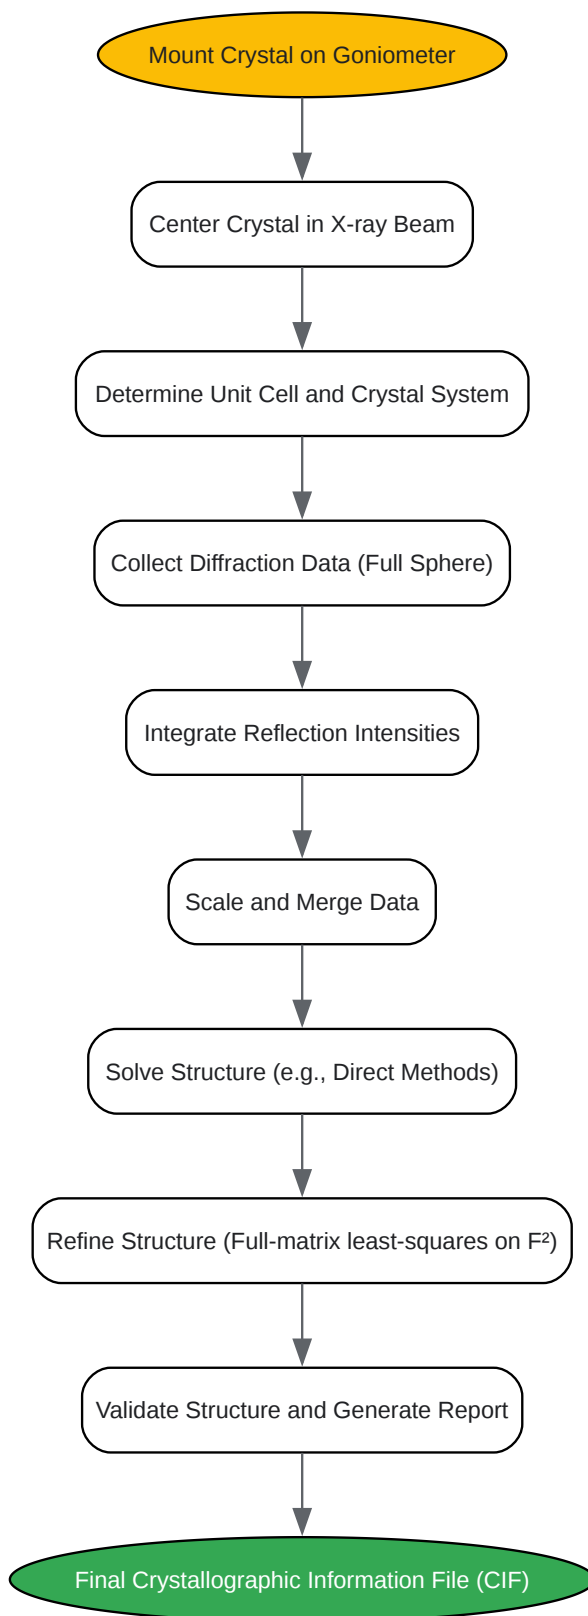 Mount Crystal on Goniometer
Center Crystal in X-ray Beam
Determine Unit Cell and Crystal System
Collect Diffraction Data (Full Sphere)
Integrate Reflection Intensities
Scale and Merge Data
Solve Structure (e.g., Direct Methods)
Refine Structure (Full-matrix least-squares on F²)
Validate Structure and Generate Report
Final Crystallographic Information File (CIF)